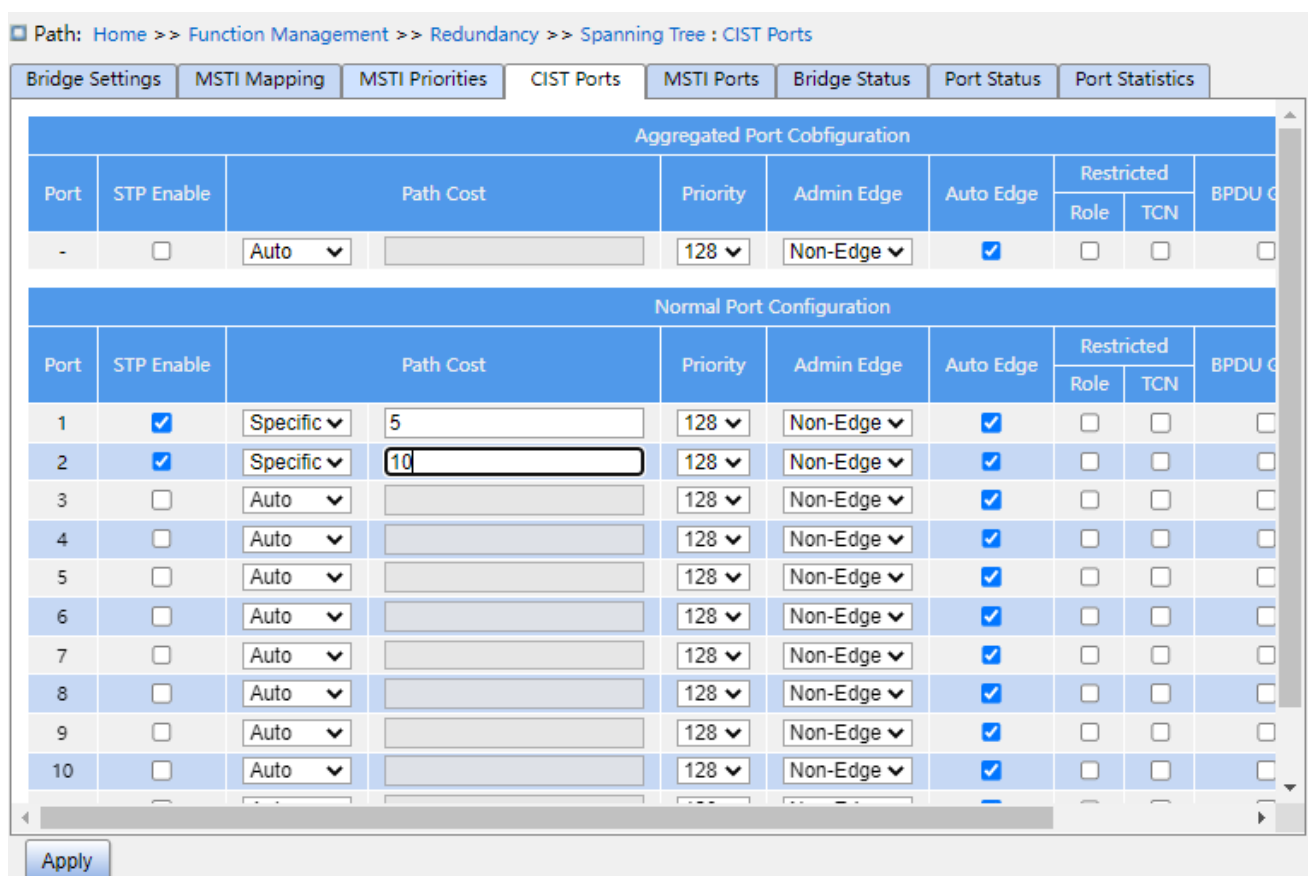 Path: Home >> Function Management >> Redundancy >> Spanning Tree : CIST Ports
Bridge Settings MSTI Mapping MSTI Priorities CIST Ports MSTI Ports Bridge Status Port Status Port Statistics
Aggregated Port Cobfiguration
Port STP Enable Path Cost Priority Admin Edge Auto Edge Restricted BPDU
Role TCN
- Auto 128 Non-Edge
Normal Port Configuration
Port STP Enable Path Cost Priority Admin Edge Auto Edge Restricted BPDU
Role TCN
1 Specific 5 128 Non-Edge
2 Specific 10 128 Non-Edge
3 Auto 128 Non-Edge
4 Auto 128 Non-Edge
5 Auto 128 Non-Edge
6 Auto 128 Non-Edge
7 Auto 128 Non-Edge
8 Auto 128 Non-Edge
9 Auto 128 Non-Edge
10 Auto 128 Non-Edge
Apply